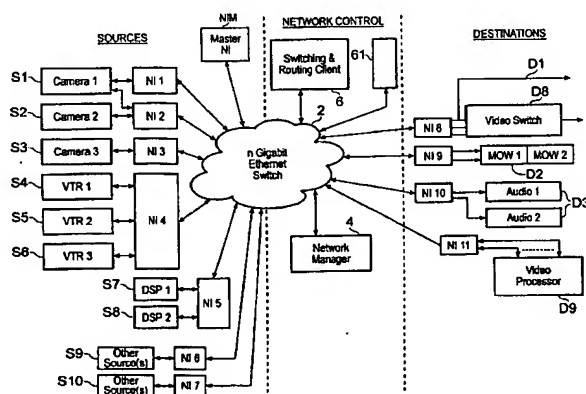 SOURCES
NETWORK CONTROL
DESTINATIONS
NIM
Master
NI
Switching &
Routing Client
6
61
2
n Gigabit
Ethernet
Switch
Network
Manager
4
S1
Camera 1
NI 1
S2
Camera 2
NI 2
S3
Camera 3
NI 3
S4
VTR 1
S5
VTR 2
S6
VTR 3
NI 4
S7
DSP 1
S8
DSP 2
NI 5
S9
Other
Source(s)
NI 6
S10
Other
Source(s)
NI 7
D1
D8
NI 8
Video Switch
NI 9
MOW 1
MOW 2
D2
NI 10
Audio 1
Audio 2
D3
NI 11
Video
Processor
D9